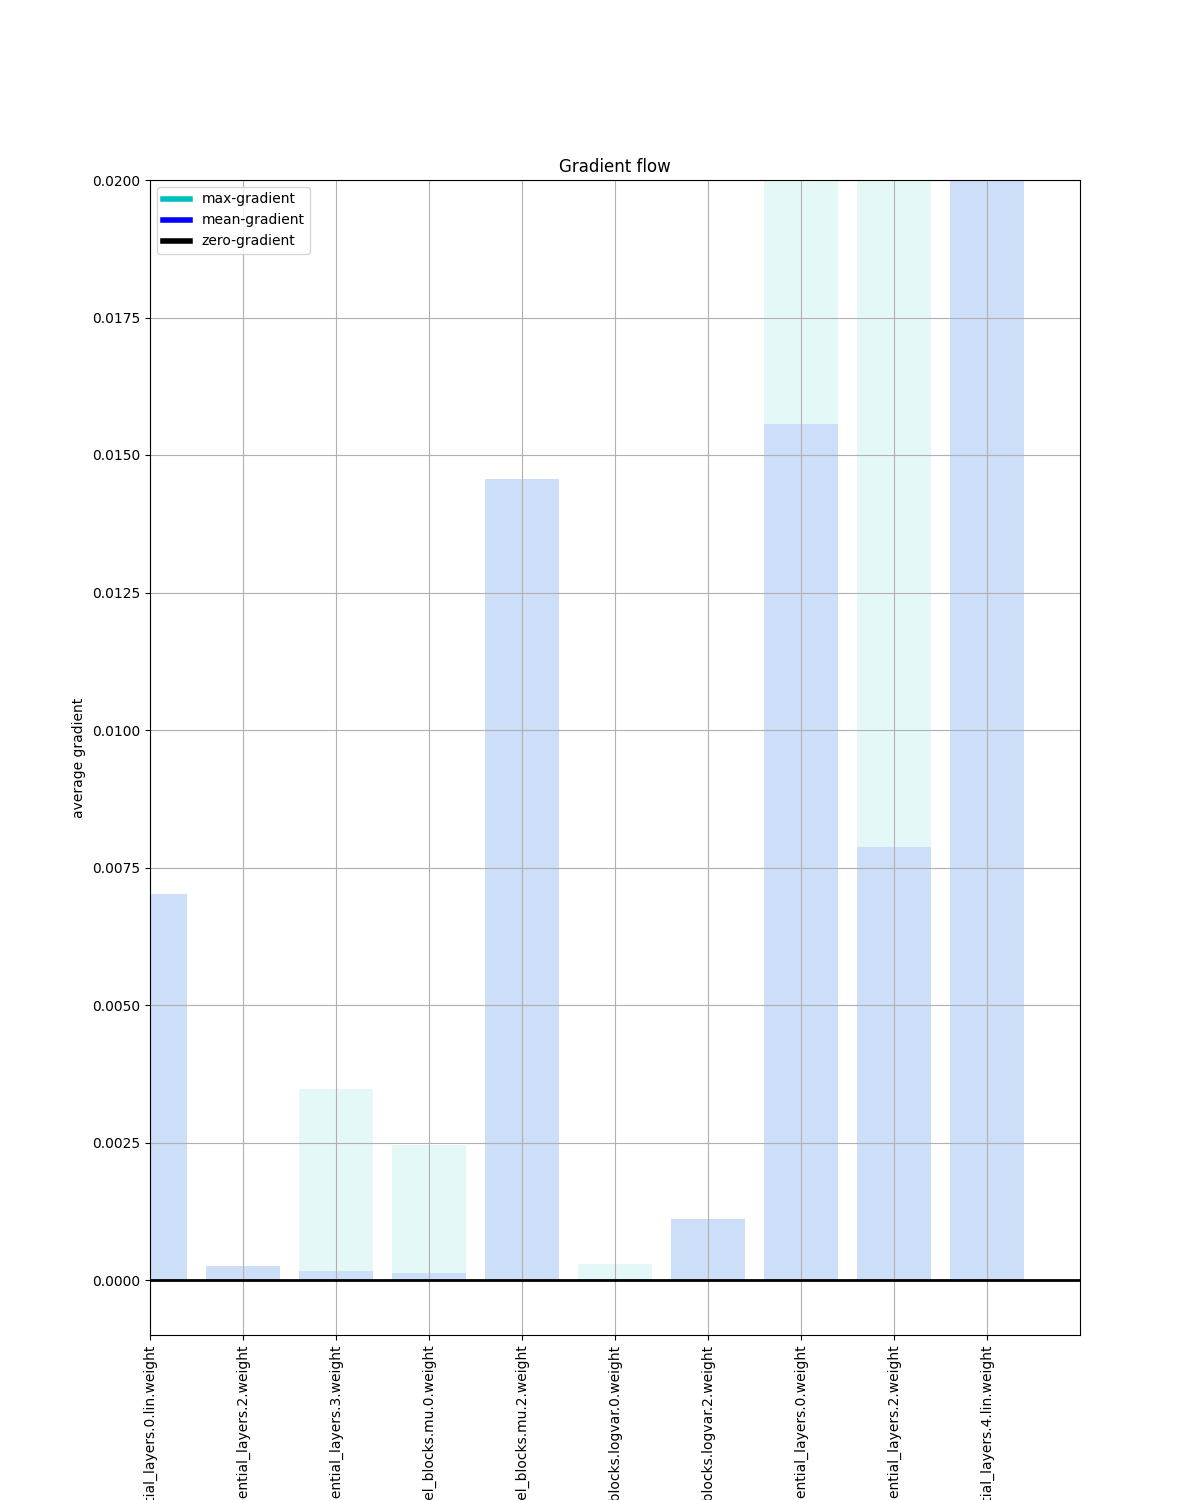 Gradient flow
max-gradient
mean-gradient
zero-gradient
0.0200
0.0175
0.0150
0.0125
0.0100
0.0075
0.0050
0.0025
0.0000
average gradient
tial_layers.0.lin.weight
ential_layers.2.weight
ential_layers.3.weight
el_blocks.mu.0.weight
el_blocks.mu.2.weight
blocks.logvar.0.weight
blocks.logvar.2.weight
ential_layers.0.weight
ential_layers.2.weight
tial_layers.4.lin.weight